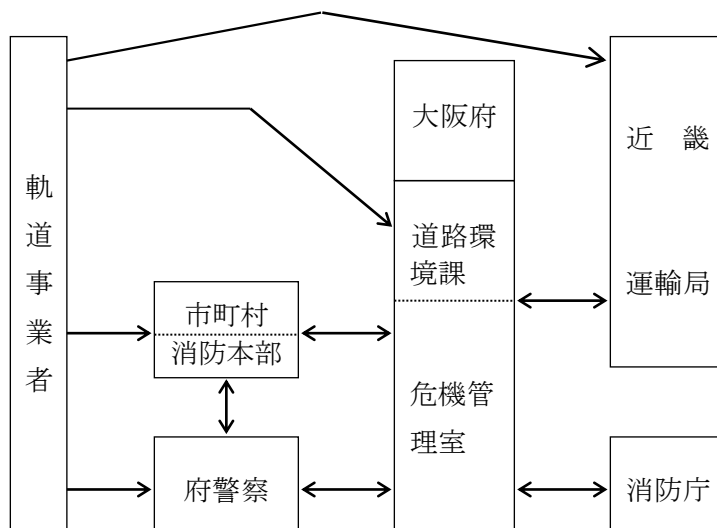 軌道事業者
市町村
消防本部
府警察
大阪府
道路環
境課
危機管
理室
近　畿
運輸局
消防庁